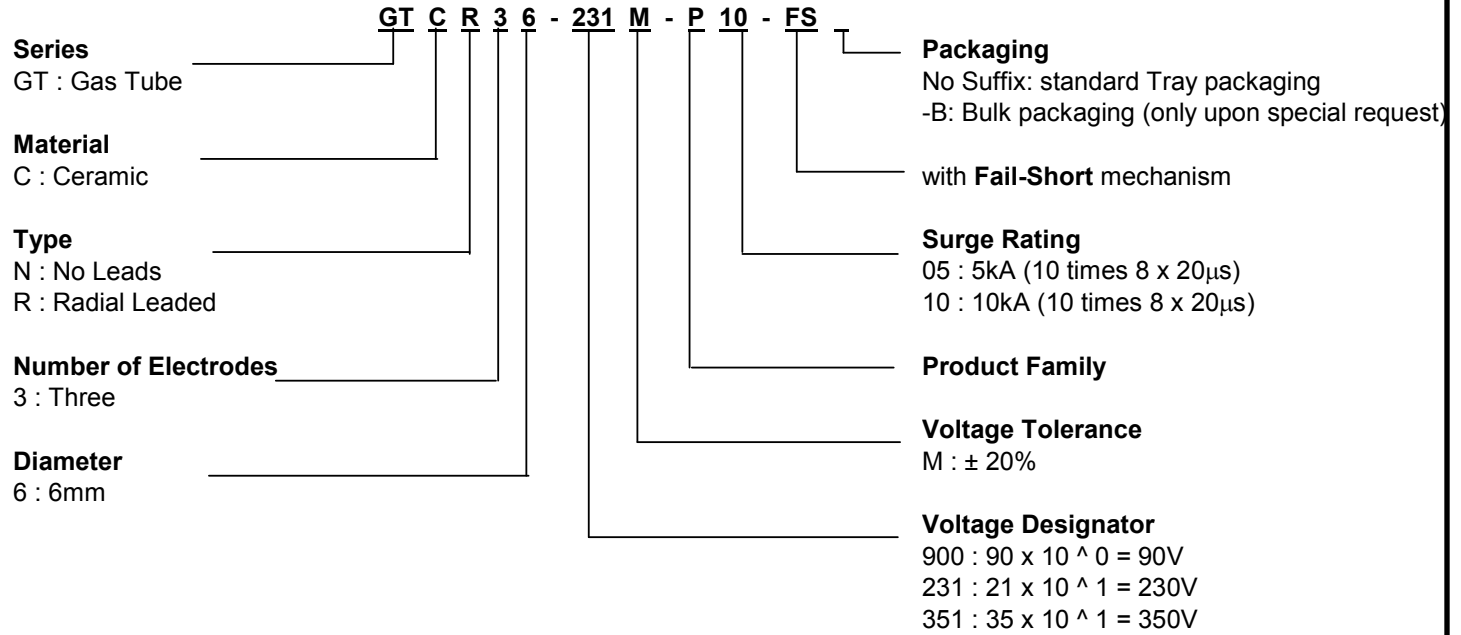 GT C R 3 6 - 231 M - P 10 - FS _
Series
GT : Gas Tube
Material
C : Ceramic
Type
N : No Leads
R : Radial Leaded
Number of Electrodes
3 : Three
Diameter
6 : 6mm
Packaging
No Suffix: standard Tray packaging
-B: Bulk packaging (only upon special request)
with Fail-Short mechanism
Surge Rating
05 : 5kA (10 times 8 x 20μs)
10 : 10kA (10 times 8 x 20μs)
Product Family
Voltage Tolerance
M : ± 20%
Voltage Designator
900 : 90 x 10 ^ 0 = 90V
231 : 21 x 10 ^ 1 = 230V
351 : 35 x 10 ^ 1 = 350V